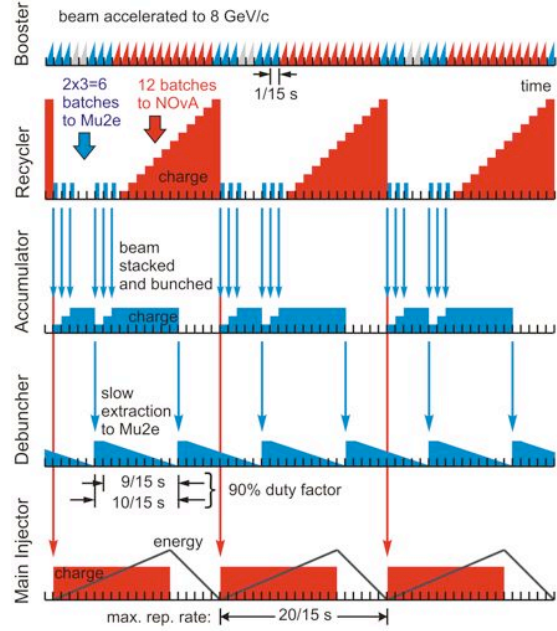 Booster
beam accelerated to 8 GeV/c
1/15 s
time
Recycler
2x3=6
batches
to Mu2e
12 batches
to NOvA
charge
Accumulator
beam
stacked
and bunched
charge
Debuncher
slow
extraction
to Mu2e
9/15 s
10/15 s
90% duty factor
Main Injector
energy
charge
max. rep. rate:
20/15 s